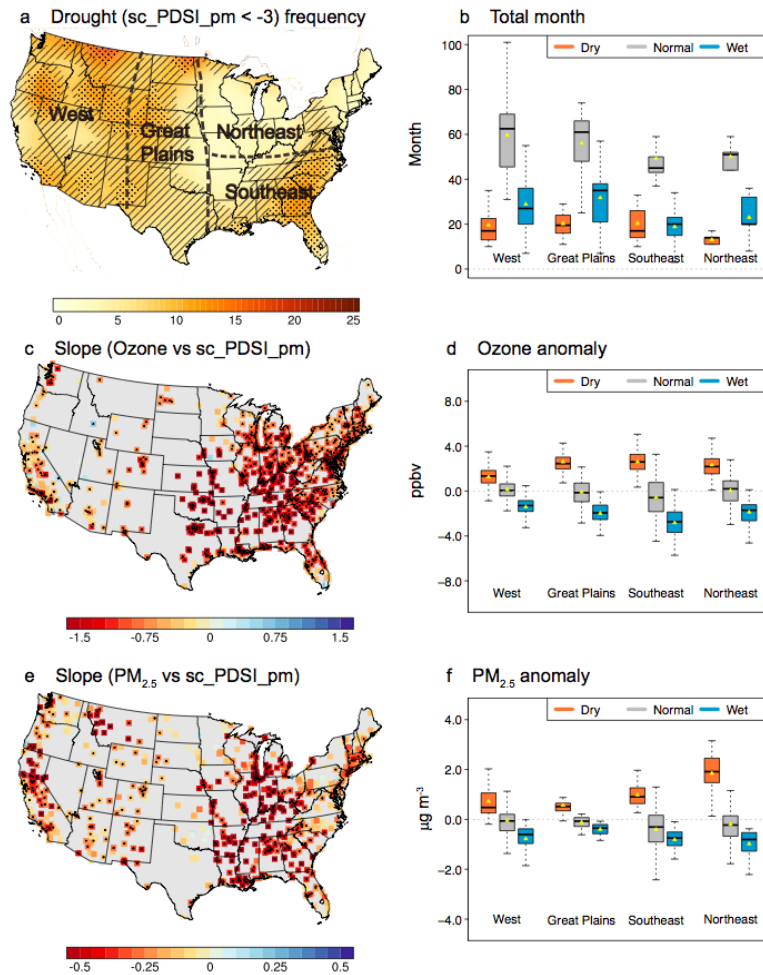 a Drought (sc_PDSI_pm < -3) frequency
West
Great Plains
Northeast
Southeast
0 5 10 15 20 25
b Total month
Dry Normal Wet
Month
100
80
60
40
20
0
West Great Plains Southeast Northeast
c Slope (Ozone vs sc_PDSI_pm)
-1.5 -0.75 0 0.75 1.5
d Ozone anomaly
Dry Normal Wet
ppbv
8.0
4.0
0.0
−4.0
−8.0
West Great Plains Southeast Northeast
e Slope (PM2.5 vs sc_PDSI_pm)
-0.5 -0.25 0 0.25 0.5
f PM2.5 anomaly
Dry Normal Wet
µg m-3
4.0
2.0
0.0
−2.0
−4.0
West Great Plains Southeast Northeast